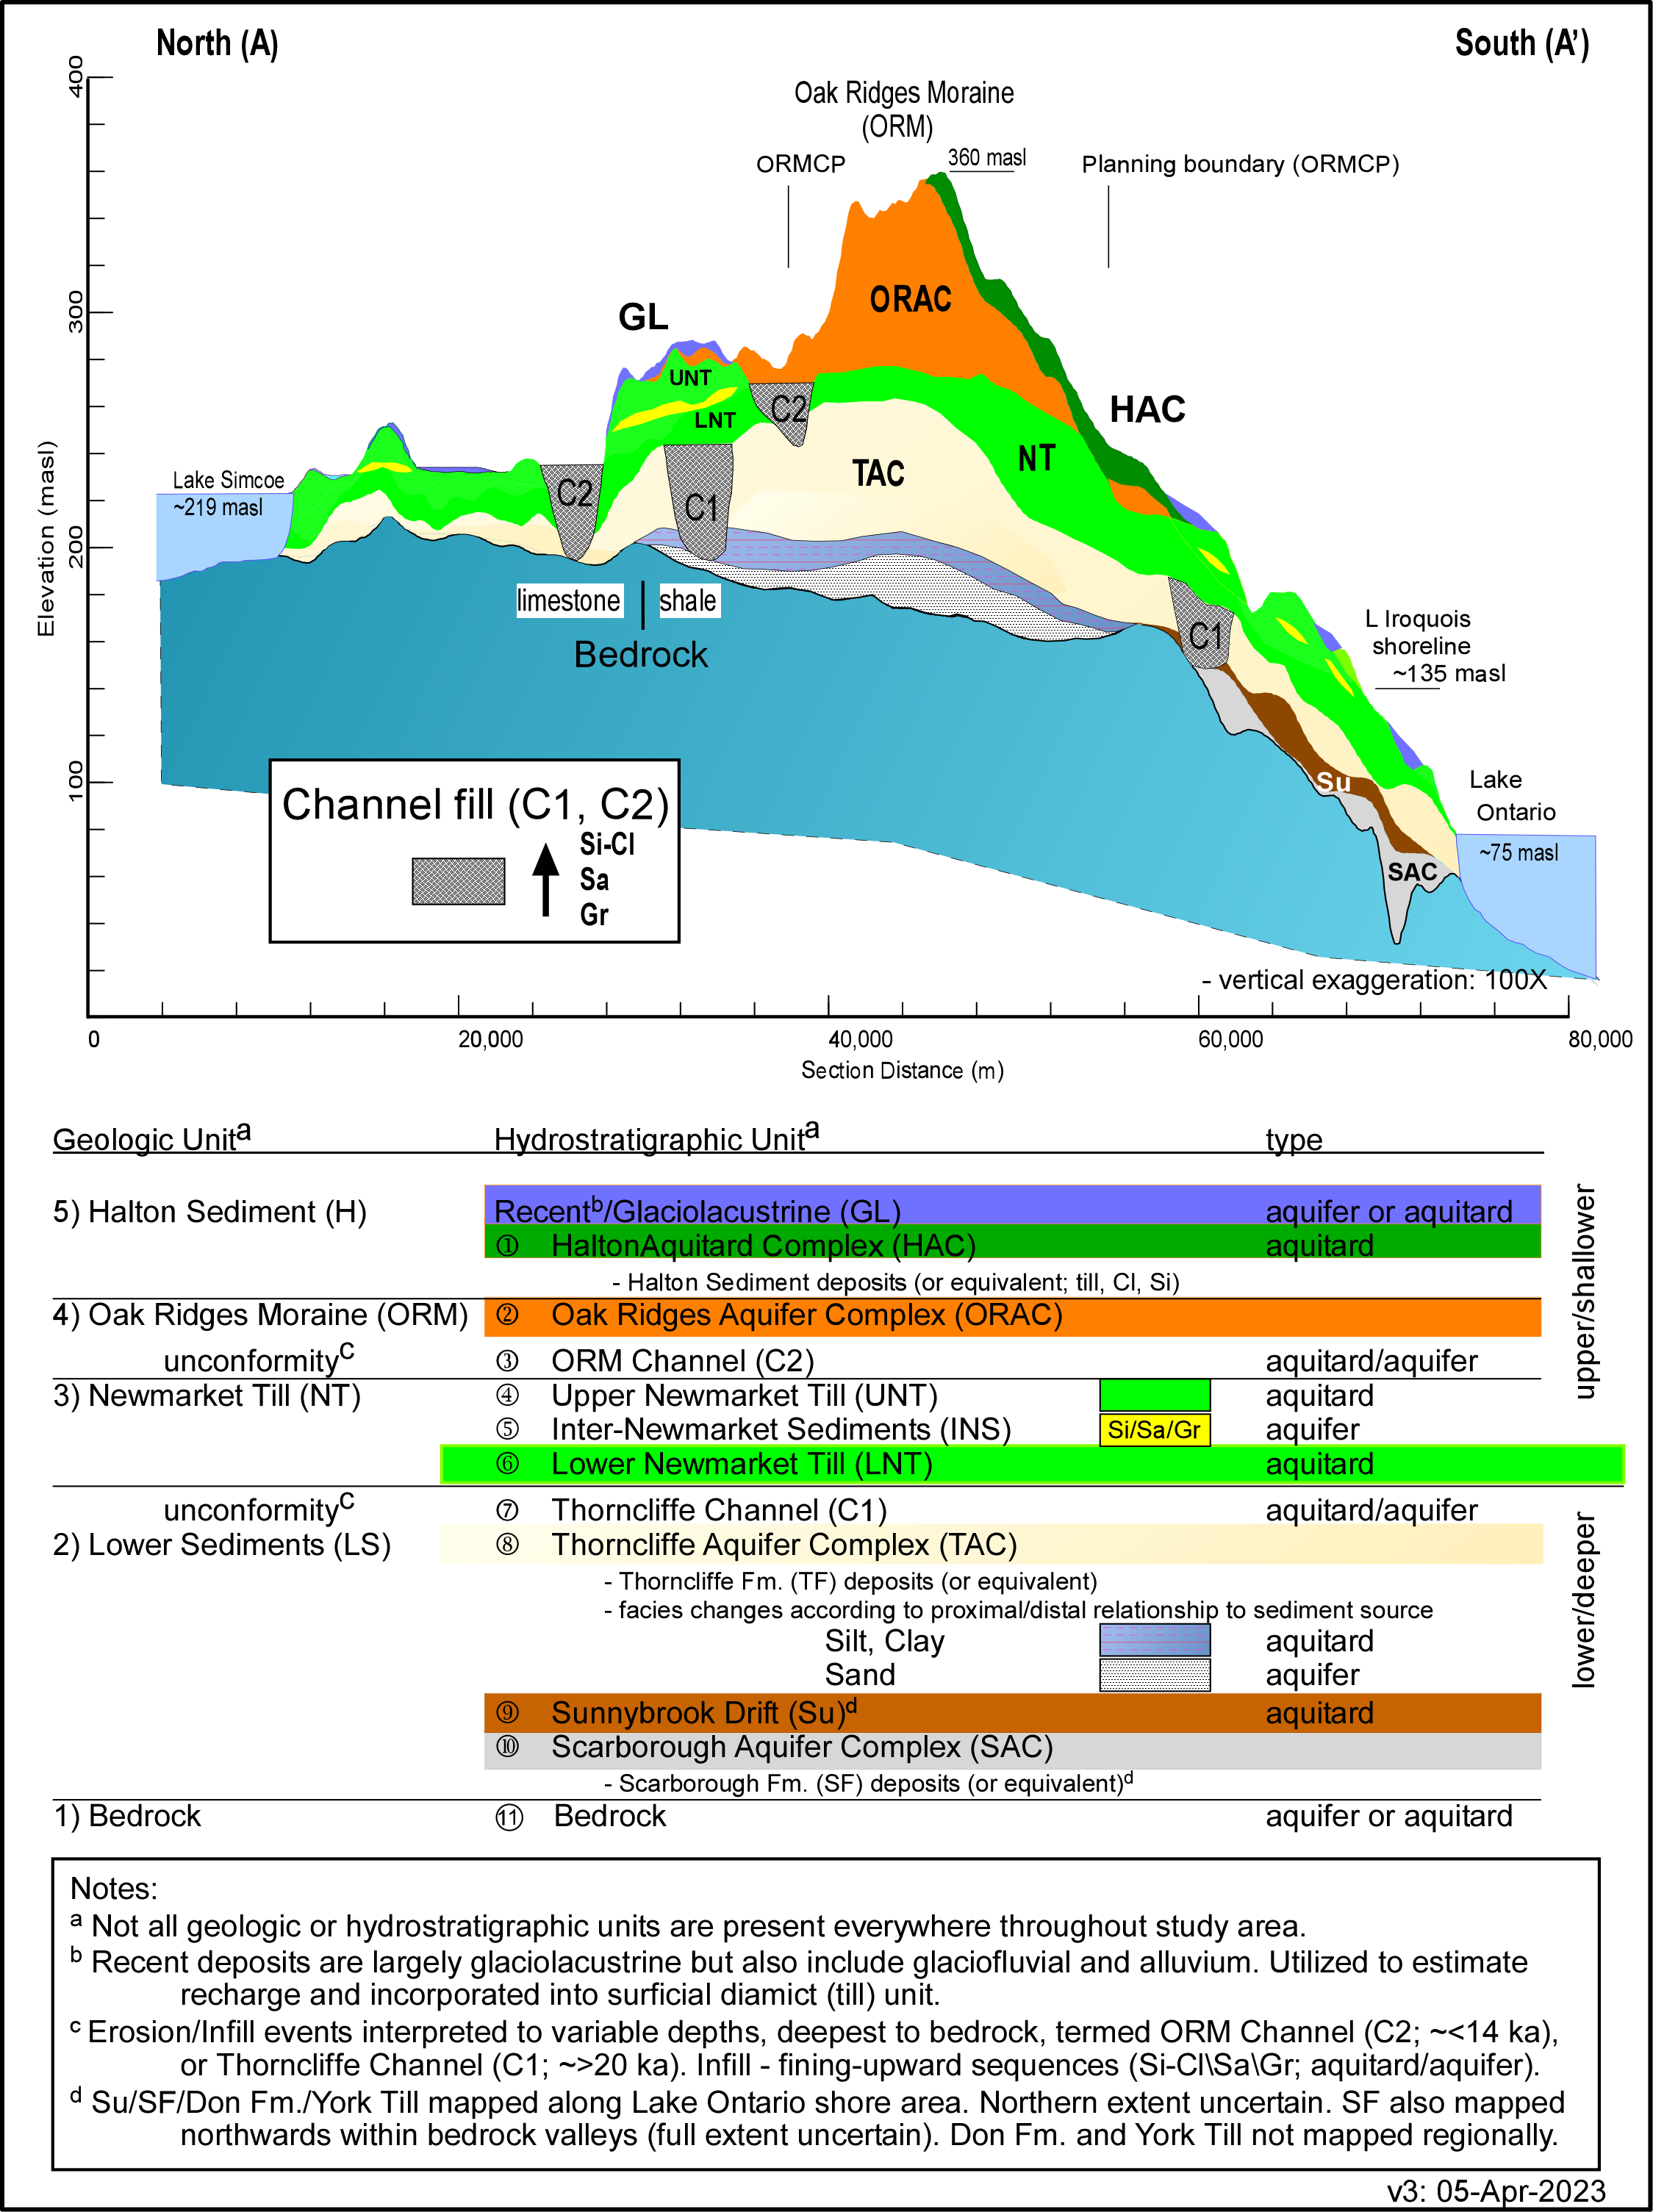 North (A)
South (A’)
Oak Ridges Moraine
(ORM)
ORMCP
360 masl
Planning boundary (ORMCP)
400
300
200
100
Elevation (masl)
GL
ORAC
UNT
LNT
C2
HAC
TAC
NT
Lake Simcoe
~219 masl
C2
C1
limestone
shale
Bedrock
C1
L Iroquois
shoreline
~135 masl
Su
SAC
Lake
Ontario
~75 masl
Channel fill (C1, C2)
Si-Cl
Sa
Gr
- vertical exaggeration: 100X
0 20,000 40,000 60,000 80,000
Section Distance (m)
Geologic Unitᵃ Hydrostratigraphic Unitᵃ type
5) Halton Sediment (H) Recentᵇ/Glaciolacustrine (GL) aquifer or aquitard
① HaltonAquitard Complex (HAC) aquitard
- Halton Sediment deposits (or equivalent; till, Cl, Si)
4) Oak Ridges Moraine (ORM) ② Oak Ridges Aquifer Complex (ORAC)
unconformityᶜ ③ ORM Channel (C2) aquitard/aquifer
upper/shallower
3) Newmarket Till (NT) ④ Upper Newmarket Till (UNT) aquitard
⑤ Inter-Newmarket Sediments (INS) Si/Sa/Gr aquifer
⑥ Lower Newmarket Till (LNT) aquitard
unconformityᶜ ⑦ Thorncliffe Channel (C1) aquitard/aquifer
2) Lower Sediments (LS) ⑧ Thorncliffe Aquifer Complex (TAC)
- Thorncliffe Fm. (TF) deposits (or equivalent)
- facies changes according to proximal/distal relationship to sediment source
lower/deeper
Silt, Clay aquitard
Sand aquifer
⑨ Sunnybrook Drift (Su)ᵈ aquitard
⑩ Scarborough Aquifer Complex (SAC)
- Scarborough Fm. (SF) deposits (or equivalent)ᵈ
1) Bedrock ⑪ Bedrock aquifer or aquitard
Notes:
ᵃ Not all geologic or hydrostratigraphic units are present everywhere throughout study area.
ᵇ Recent deposits are largely glaciolacustrine but also include glaciofluvial and alluvium. Utilized to estimate
recharge and incorporated into surficial diamict (till) unit.
ᶜ Erosion/Infill events interpreted to variable depths, deepest to bedrock, termed ORM Channel (C2; ~<14 ka),
or Thorncliffe Channel (C1; ~>20 ka). Infill - fining-upward sequences (Si-Cl\Sa\Gr; aquitard/aquifer).
ᵈ Su/SF/Don Fm./York Till mapped along Lake Ontario shore area. Northern extent uncertain. SF also mapped
northwards within bedrock valleys (full extent uncertain). Don Fm. and York Till not mapped regionally.
v3: 05-Apr-2023